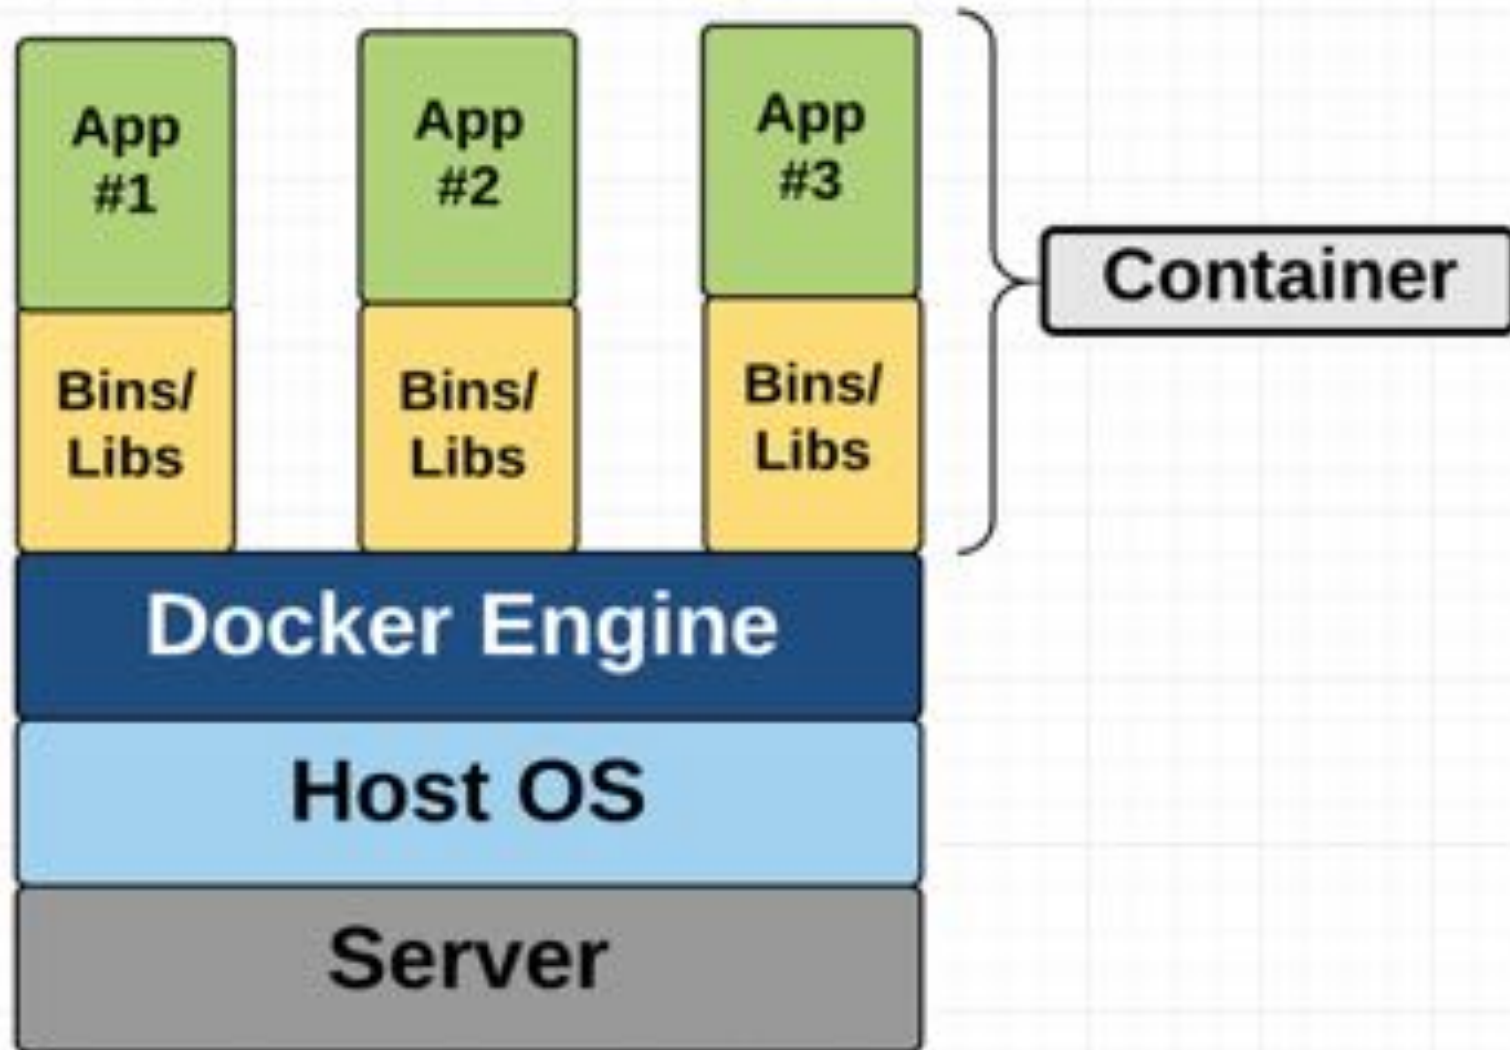 App
#1
App
#2
App
#3
Container
Bins/
Libs
Bins/
Libs
Bins/
Libs
Docker Engine
Host OS
Server